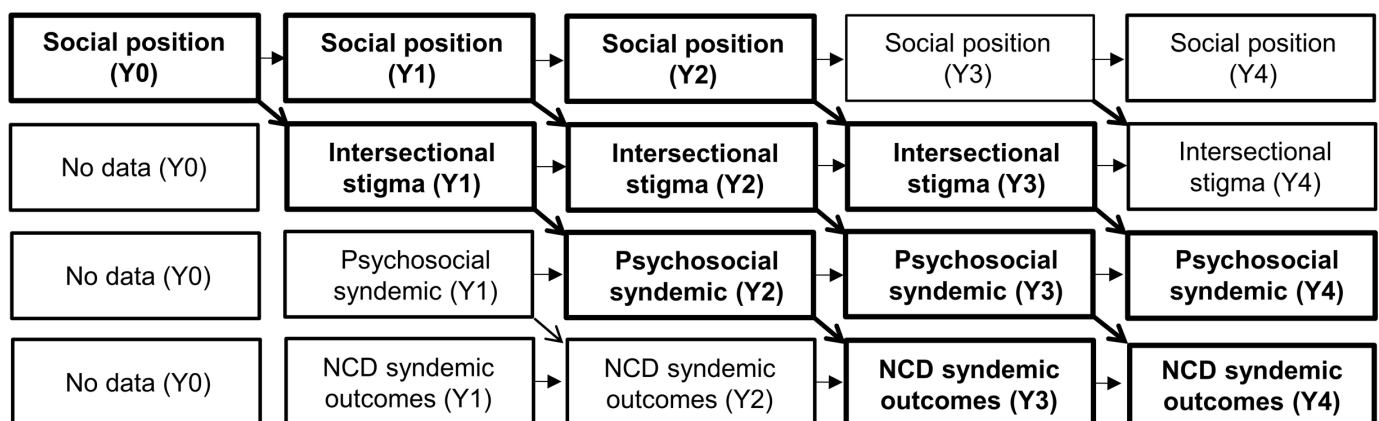 Social position
(Y0)
Social position
(Y1)
Social position
(Y2)
Social position
(Y3)
Social position
(Y4)
No data (Y0)
Intersectional
stigma (Y1)
Intersectional
stigma (Y2)
Intersectional
stigma (Y3)
Intersectional
stigma (Y4)
No data (Y0)
Psychosocial
syndemic (Y1)
Psychosocial
syndemic (Y2)
Psychosocial
syndemic (Y3)
Psychosocial
syndemic (Y4)
No data (Y0)
NCD syndemic
outcomes (Y1)
NCD syndemic
outcomes (Y2)
NCD syndemic
outcomes (Y3)
NCD syndemic
outcomes (Y4)